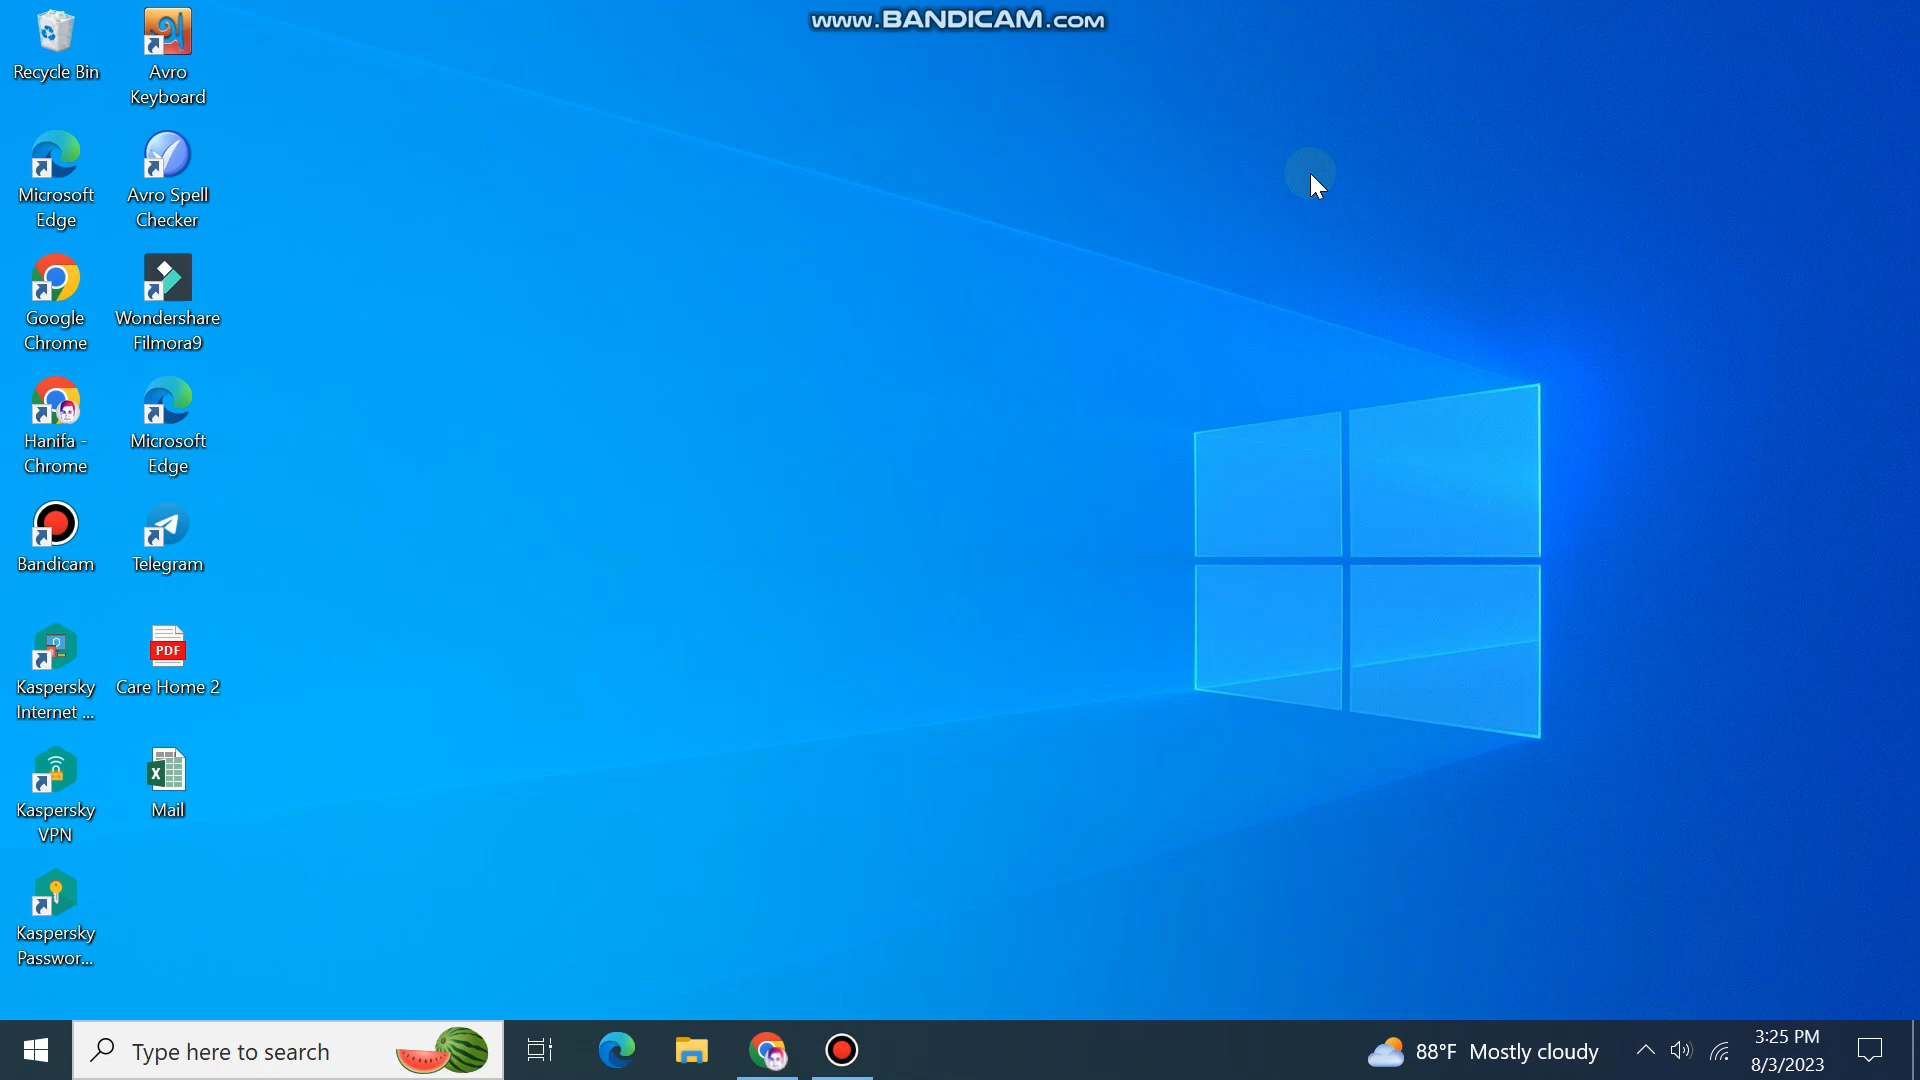 www.BANDICAM.com
Recycle Bin
Avro
Keyboard
Microsoft
Edge
Avro Spell
Checker
Google
Chrome
Wondershare
Filmora9
Hanifa -
Chrome
Microsoft
Edge
Bandicam
Telegram
Kaspersky
Internet ...
PDF
Care Home 2
Kaspersky
VPN
X
Mail
Kaspersky
Passwor...
Type here to search
88°F Mostly cloudy
3:25 PM
8/3/2023